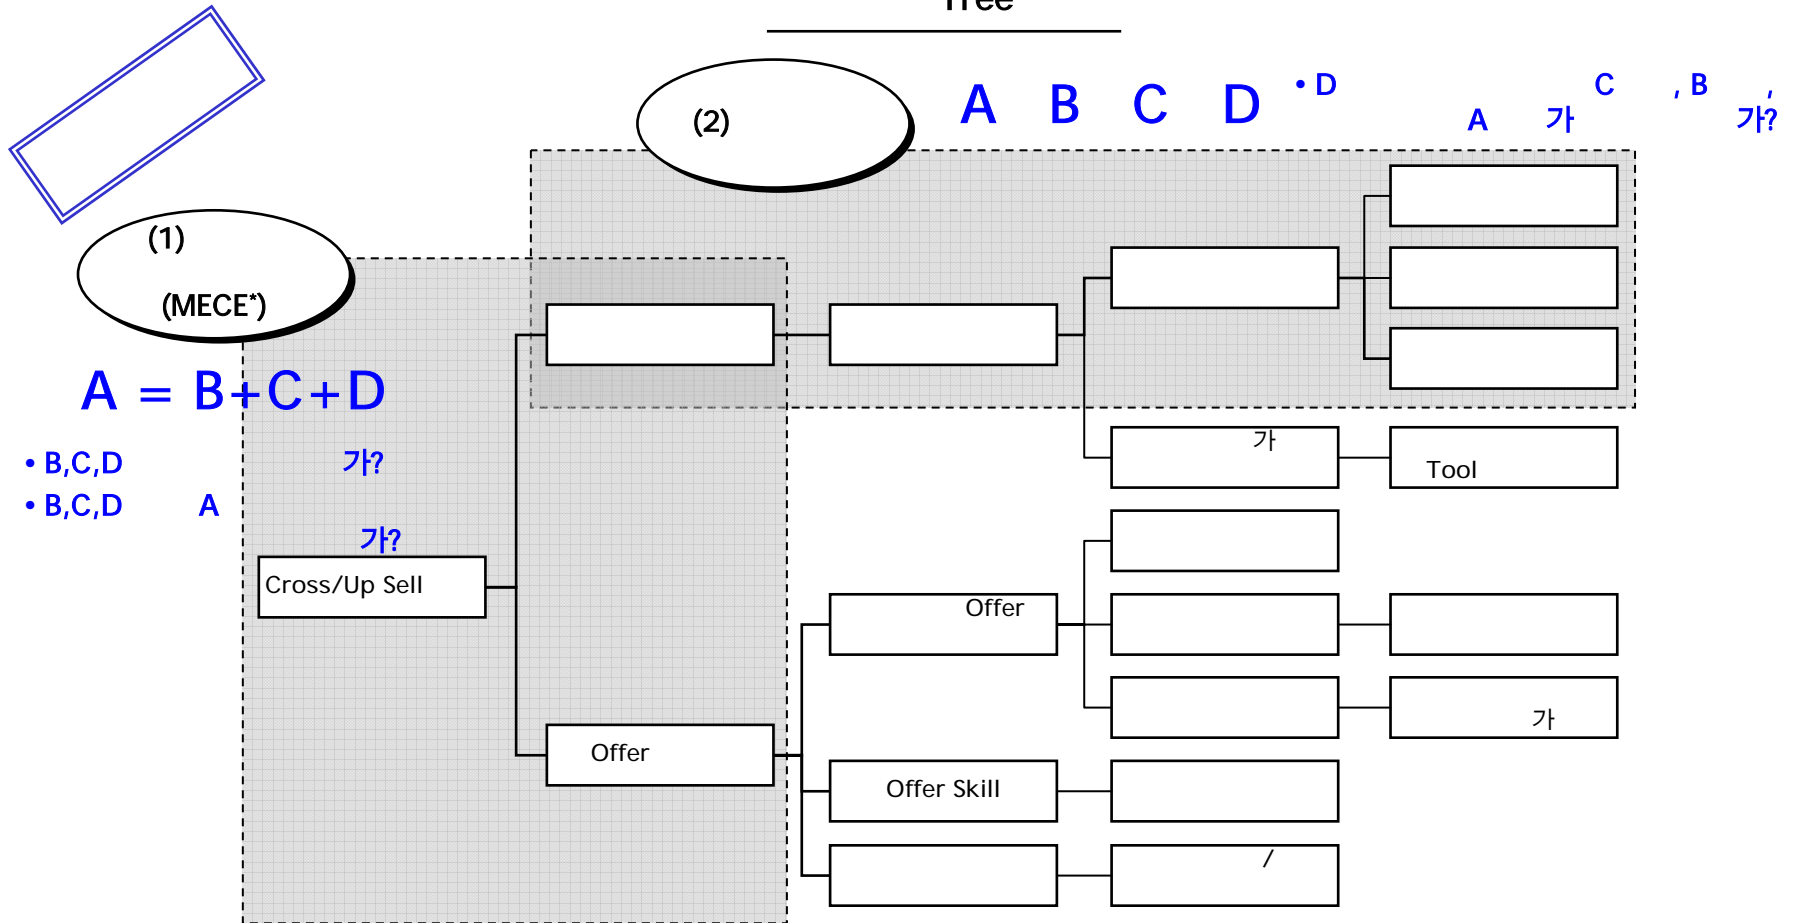 Tree
(2)
A B C D
• D
C , B ,
A 가 가?
(1)
(MECE*)
A = B+C+D
• B,C,D 가?
• B,C,D A
가?
가
Tool
Cross/Up Sell
Offer
가
Offer
Offer Skill
/